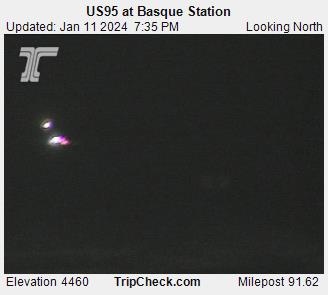 US95 at Basque Station
Updated: Jan 11 2024 7:35 PM Looking North
Elevation 4460 TripCheck.com Milepost 91.62